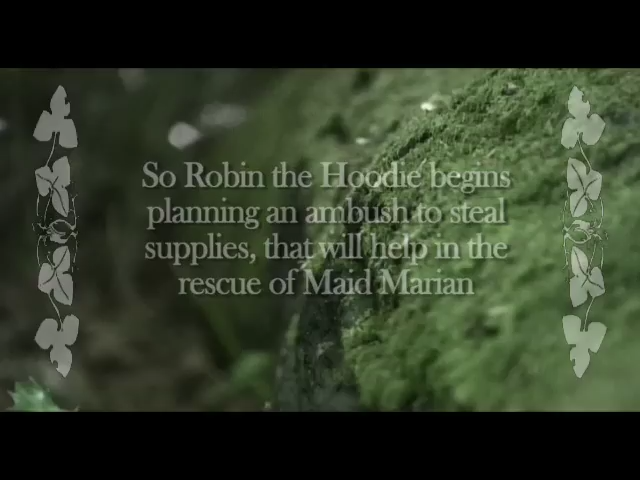 So Robin the Hoodie begins
planning an ambush to steal
supplies, that will help in the
rescue of Maid Marian